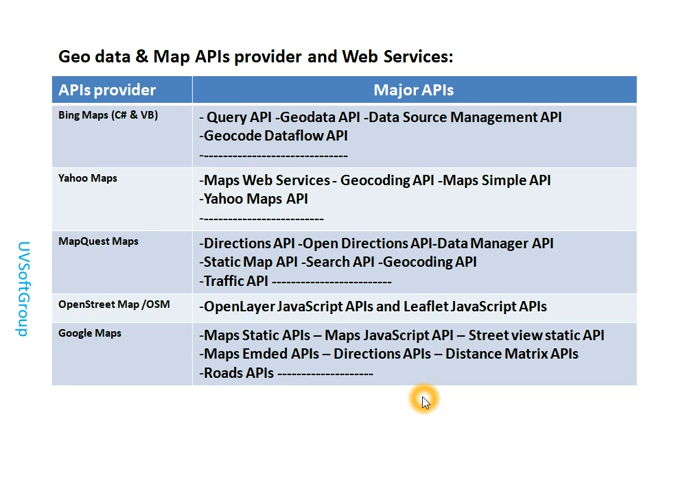 Geo data & Map APIs provider and Web Services:
APIs provider
Major APIs
Bing Maps (C# & VB)
- Query API -Geodata API -Data Source Management API
-Geocode Dataflow API
-------------------------------
Yahoo Maps
-Maps Web Services - Geocoding API -Maps Simple API
-Yahoo Maps API
--------------------------
MapQuest Maps
-Directions API -Open Directions API-Data Manager API
-Static Map API -Search API -Geocoding API
-Traffic API -------------------------
OpenStreet Map /OSM
-OpenLayer JavaScript APIs and Leaflet JavaScript APIs
Google Maps
-Maps Static APIs – Maps JavaScript API – Street view static API
-Maps Emded APIs – Directions APIs – Distance Matrix APIs
-Roads APIs --------------------
UVSoftGroup